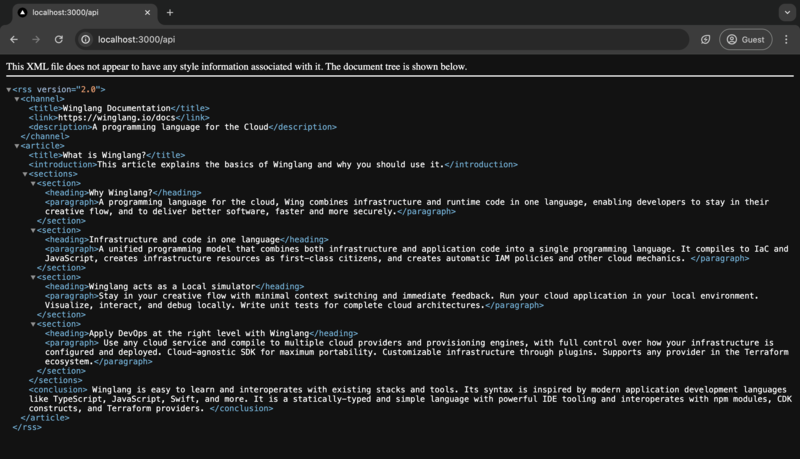 localhost:3000/api
localhost:3000/api
Guest
This XML file does not appear to have any style information associated with it. The document tree is shown below.
<rss version="2.0">
<channel>
<title>Winglang Documentation</title>
<link>https://winglang.io/docs</link>
<description>A programming language for the Cloud</description>
</channel>
<article>
<title>What is Winglang?</title>
<introduction>This article explains the basics of Winglang and why you should use it.</introduction>
<sections>
<section>
<heading>Why Winglang?</heading>
<paragraph>A programming language for the cloud, Wing combines infrastructure and runtime code in one language, enabling developers to stay in their
creative flow, and to deliver better software, faster and more securely.</paragraph>
</section>
<section>
<heading>Infrastructure and code in one language</heading>
<paragraph>A unified programming model that combines both infrastructure and application code into a single programming language. It compiles to IaC and
JavaScript, creates infrastructure resources as first-class citizens, and creates automatic IAM policies and other cloud mechanics. </paragraph>
</section>
<section>
<heading>Winglang acts as a Local simulator</heading>
<paragraph>Stay in your creative flow with minimal context switching and immediate feedback. Run your cloud application in your local environment.
Visualize, interact, and debug locally. Write unit tests for complete cloud architectures.</paragraph>
</section>
<section>
<heading>Apply DevOps at the right level with Winglang</heading>
<paragraph> Use any cloud service and compile to multiple cloud providers and provisioning engines, with full control over how your infrastructure is
configured and deployed. Cloud-agnostic SDK for maximum portability. Customizable infrastructure through plugins. Supports any provider in the Terraform
ecosystem.</paragraph>
</section>
</sections>
<conclusion> Winglang is easy to learn and interoperates with existing stacks and tools. Its syntax is inspired by modern application development languages
like TypeScript, JavaScript, Swift, and more. It is a statically-typed and simple language with powerful IDE tooling and interoperates with npm modules, CDK
constructs, and Terraform providers. </conclusion>
</article>
</rss>